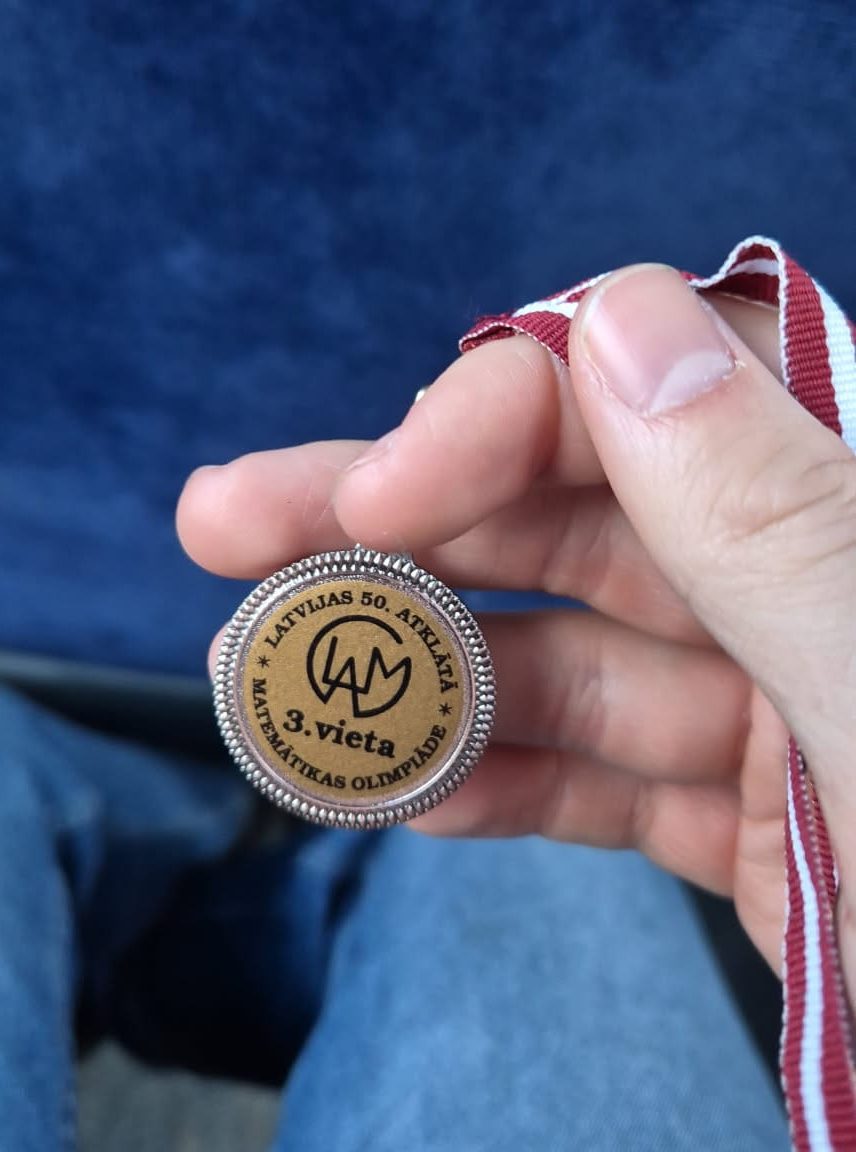 LATVIJAS 50. ATKLĀTĀ
LAM
3. vieta
* MATEMĀTIKAS OLIMPIĀDE *